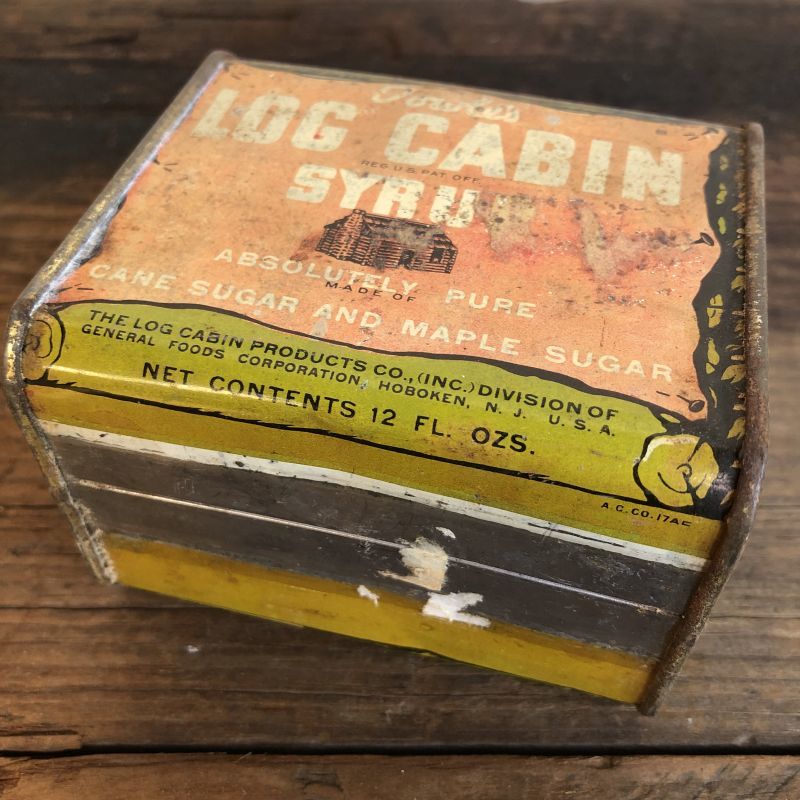 Towle's
LOG CABIN
REG. U.S. PAT. OFF.
SYRUP
ABSOLUTELY PURE
MADE OF
CANE SUGAR AND MAPLE SUGAR
THE LOG CABIN PRODUCTS CO., (INC.) DIVISION OF
GENERAL FOODS CORPORATION, HOBOKEN, N. J. U. S. A.
NET CONTENTS 12 FL. OZS.
A.C.CO.17AE